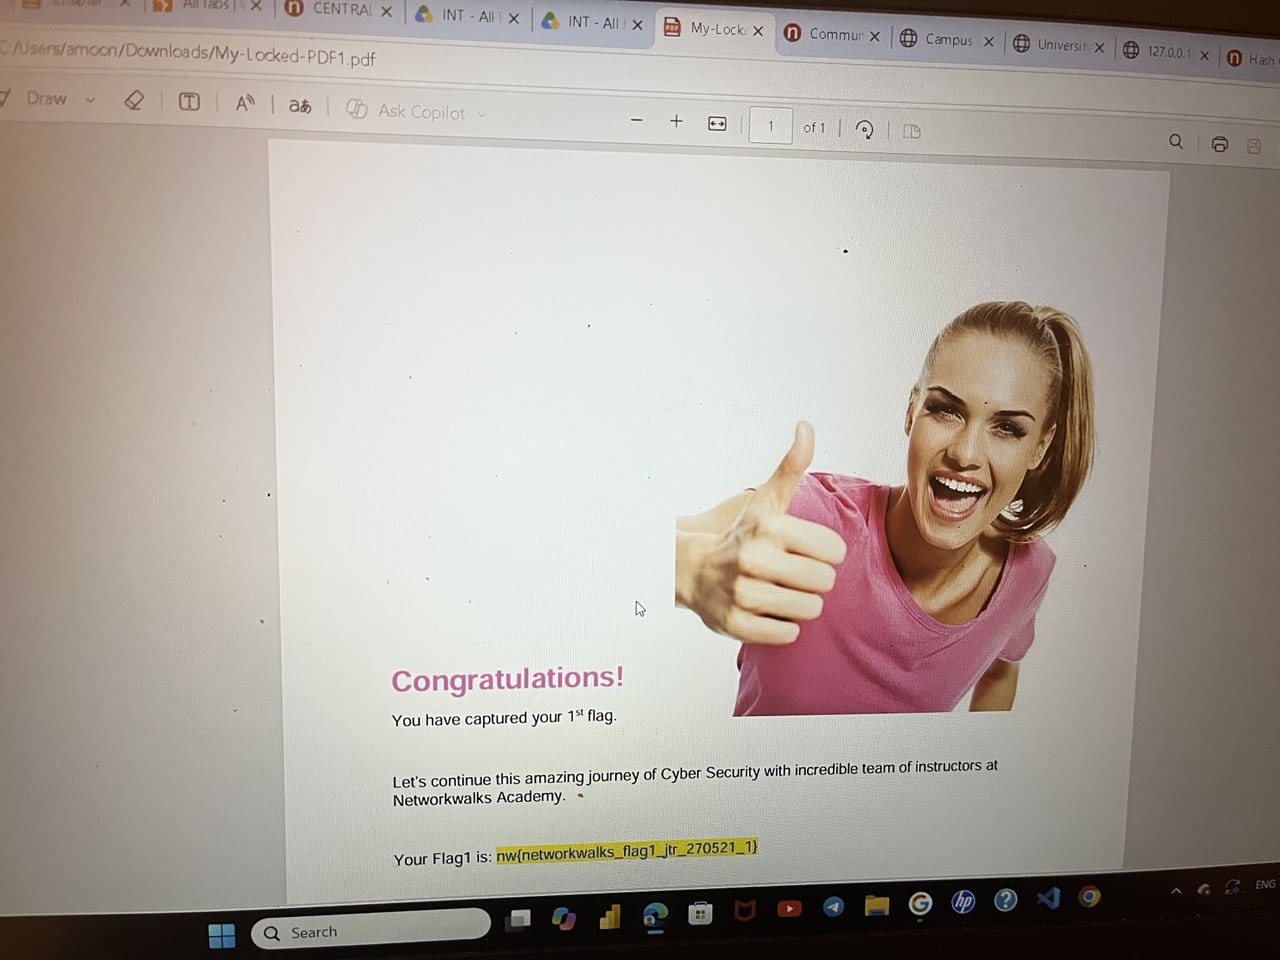 CENTRAL
INT - All
INT - All
My-Lock
Commun
Campus
Universit
127.0.0.1
Hash
C:/Users/amoon/Downloads/My-Locked-PDF1.pdf
Draw
aあ
Ask Copilot
1 of 1
Congratulations!
You have captured your 1st flag.
Let's continue this amazing journey of Cyber Security with incredible team of instructors at
Networkwalks Academy.
Your Flag1 is: nw{networkwalks_flag1_jtr_270521_1}
Search
ENG